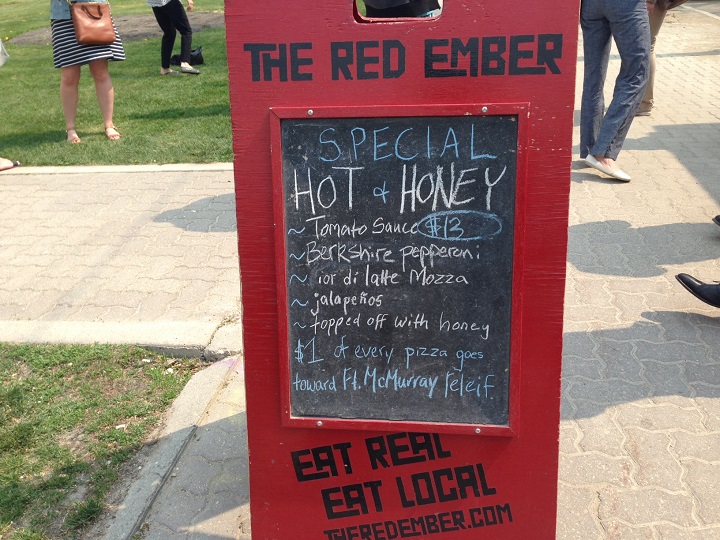 THE RED EMBER
SPECIAL
HOT & HONEY
~ Tomato Sauce $13
~ Berkshire pepperoni
~ ior di latte Mozza
~ jalapeños
~ topped off with honey
$1 of every pizza goes
toward Ft. McMurray releif.
EAT REAL
EAT LOCAL
THEREDEMBER.COM